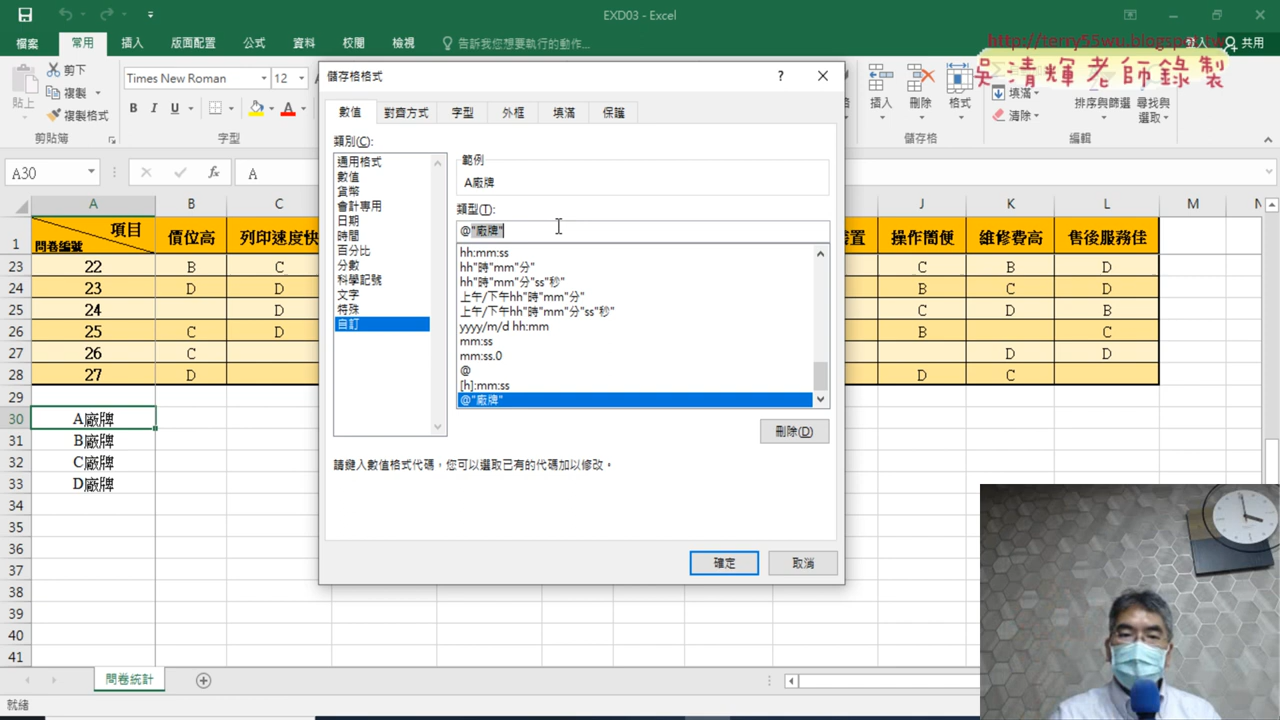 EXD03 - Excel
檔案 常用 插入 版面配置 公式 資料 校閱 檢視 告訴我您想要執行的動作... 共用
http://terry55wu.blogspot.tw
吳清輝老師錄製
貼上 剪下 複製 複製格式 剪貼簿
Times New Roman 12
B I U A 字型
插入 刪除 格式 儲存格
填滿 清除 排序與篩選 尋找與選取 編輯
A30 fx A
A B C J K L M N
1 項目 問卷編號 價位高 列印速度快 操作簡便 維修費高 售後服務佳
23 22 B C C B D
24 23 D D B C D
25 24 D C D B
26 25 C D B C
27 26 C D D
28 27 D D C
29
30 A廠牌
31 B廠牌
32 C廠牌
33 D廠牌
34
35
36
37
38
39
40
41
儲存格格式 ?
數值 對齊方式 字型 外框 填滿 保護
類別(C):
通用格式
數值
貨幣
會計專用
日期
時間
百分比
分數
科學記號
文字
特殊
自訂
範例
A廠牌
類型(T):
@"廠牌"
hh:mm:ss
hh"時"mm"分"
hh"時"mm"分"ss"秒"
上午/下午hh"時"mm"分"
上午/下午hh"時"mm"分"ss"秒"
yyyy/m/d hh:mm
mm:ss
mm:ss.0
@
[h]:mm:ss
@"廠牌"
刪除(D)
請鍵入數值格式代碼，您可以選取已有的代碼加以修改。
確定 取消
問卷統計
就緒